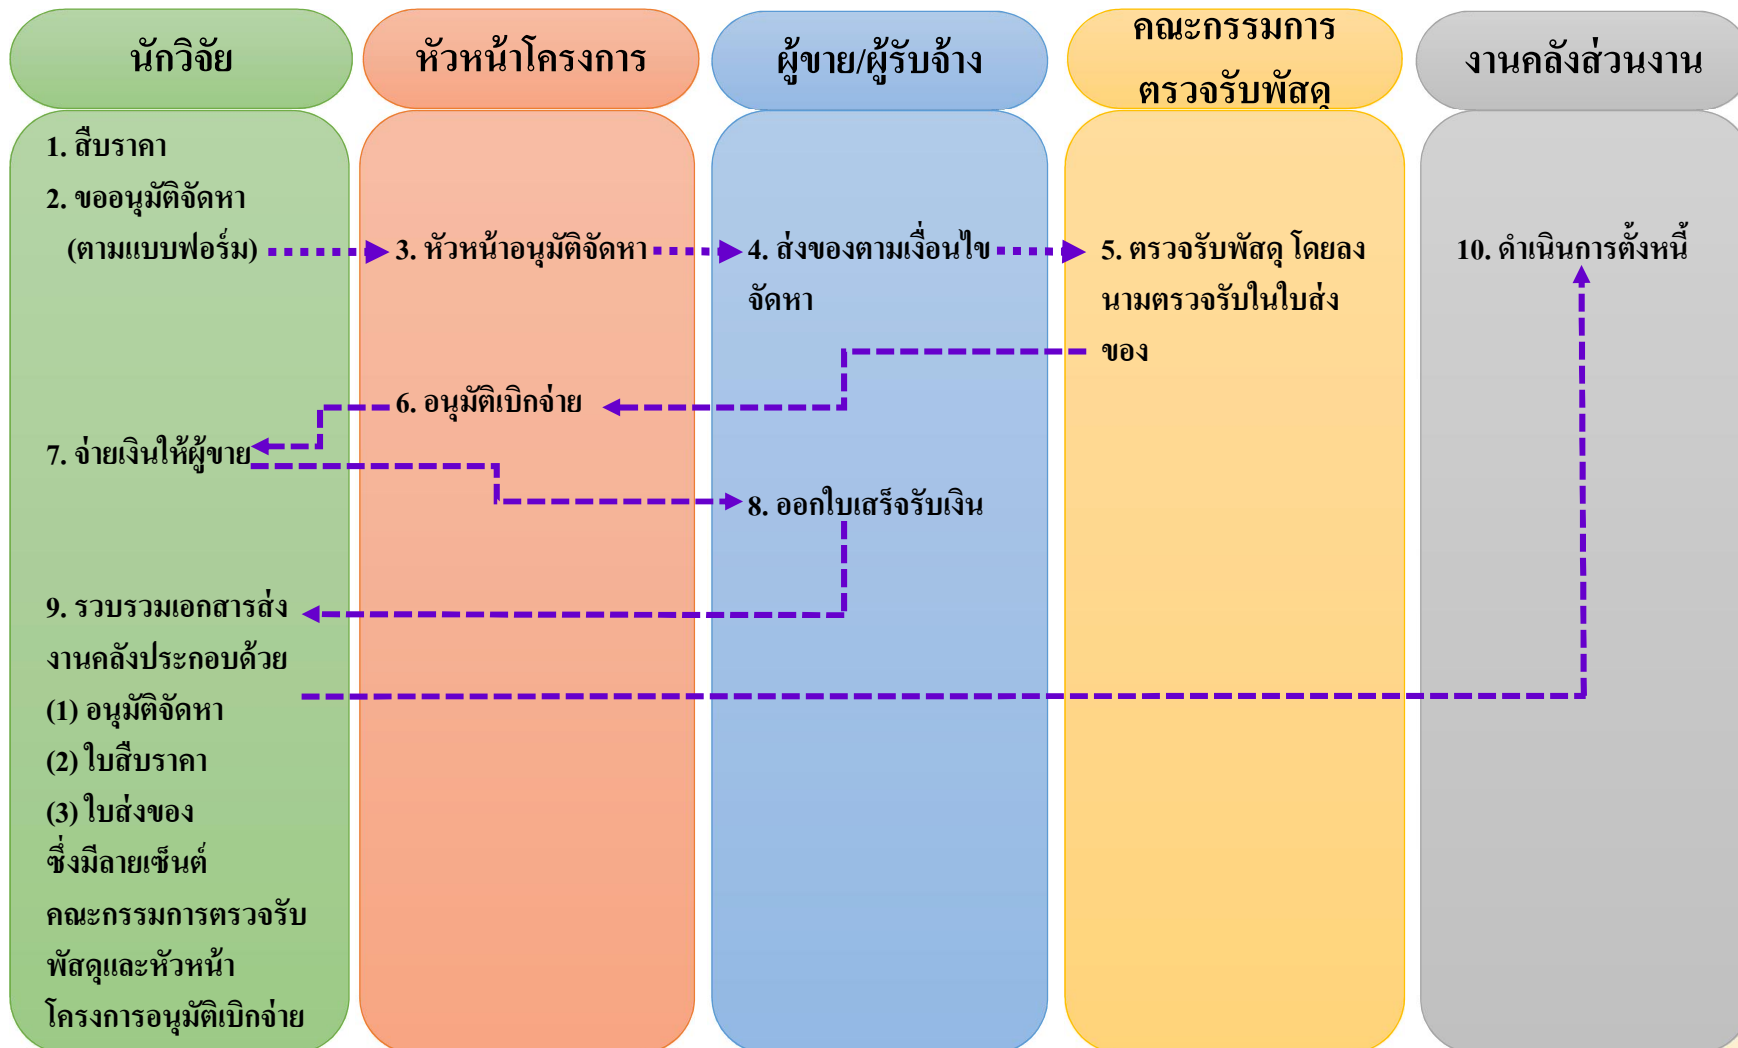 นักวิจัย
หัวหน้าโครงการ
ผู้ขาย/ผู้รับจ้าง
คณะกรรมการ
ตรวจรับพัสดุ
งานคลังส่วนงาน
1. สืบราคา
2. ขออนุมัติจัดหา
(ตามแบบฟอร์ม)
3. หัวหน้าอนุมัติจัดหา
4. ส่งของตามเงื่อนไข
จัดหา
5. ตรวจรับพัสดุ โดยลง
นามตรวจรับในใบส่ง
ของ
10. ดำเนินการตั้งหนี้
6. อนุมัติเบิกจ่าย
7. จ่ายเงินให้ผู้ขาย
8. ออกใบเสร็จรับเงิน
9. รวบรวมเอกสารส่ง
งานคลังประกอบด้วย
(1) อนุมัติจัดหา
(2) ใบสืบราคา
(3) ใบส่งของ
ซึ่งมีลายเซ็นต์
คณะกรรมการตรวจรับ
พัสดุและหัวหน้า
โครงการอนุมัติเบิกจ่าย